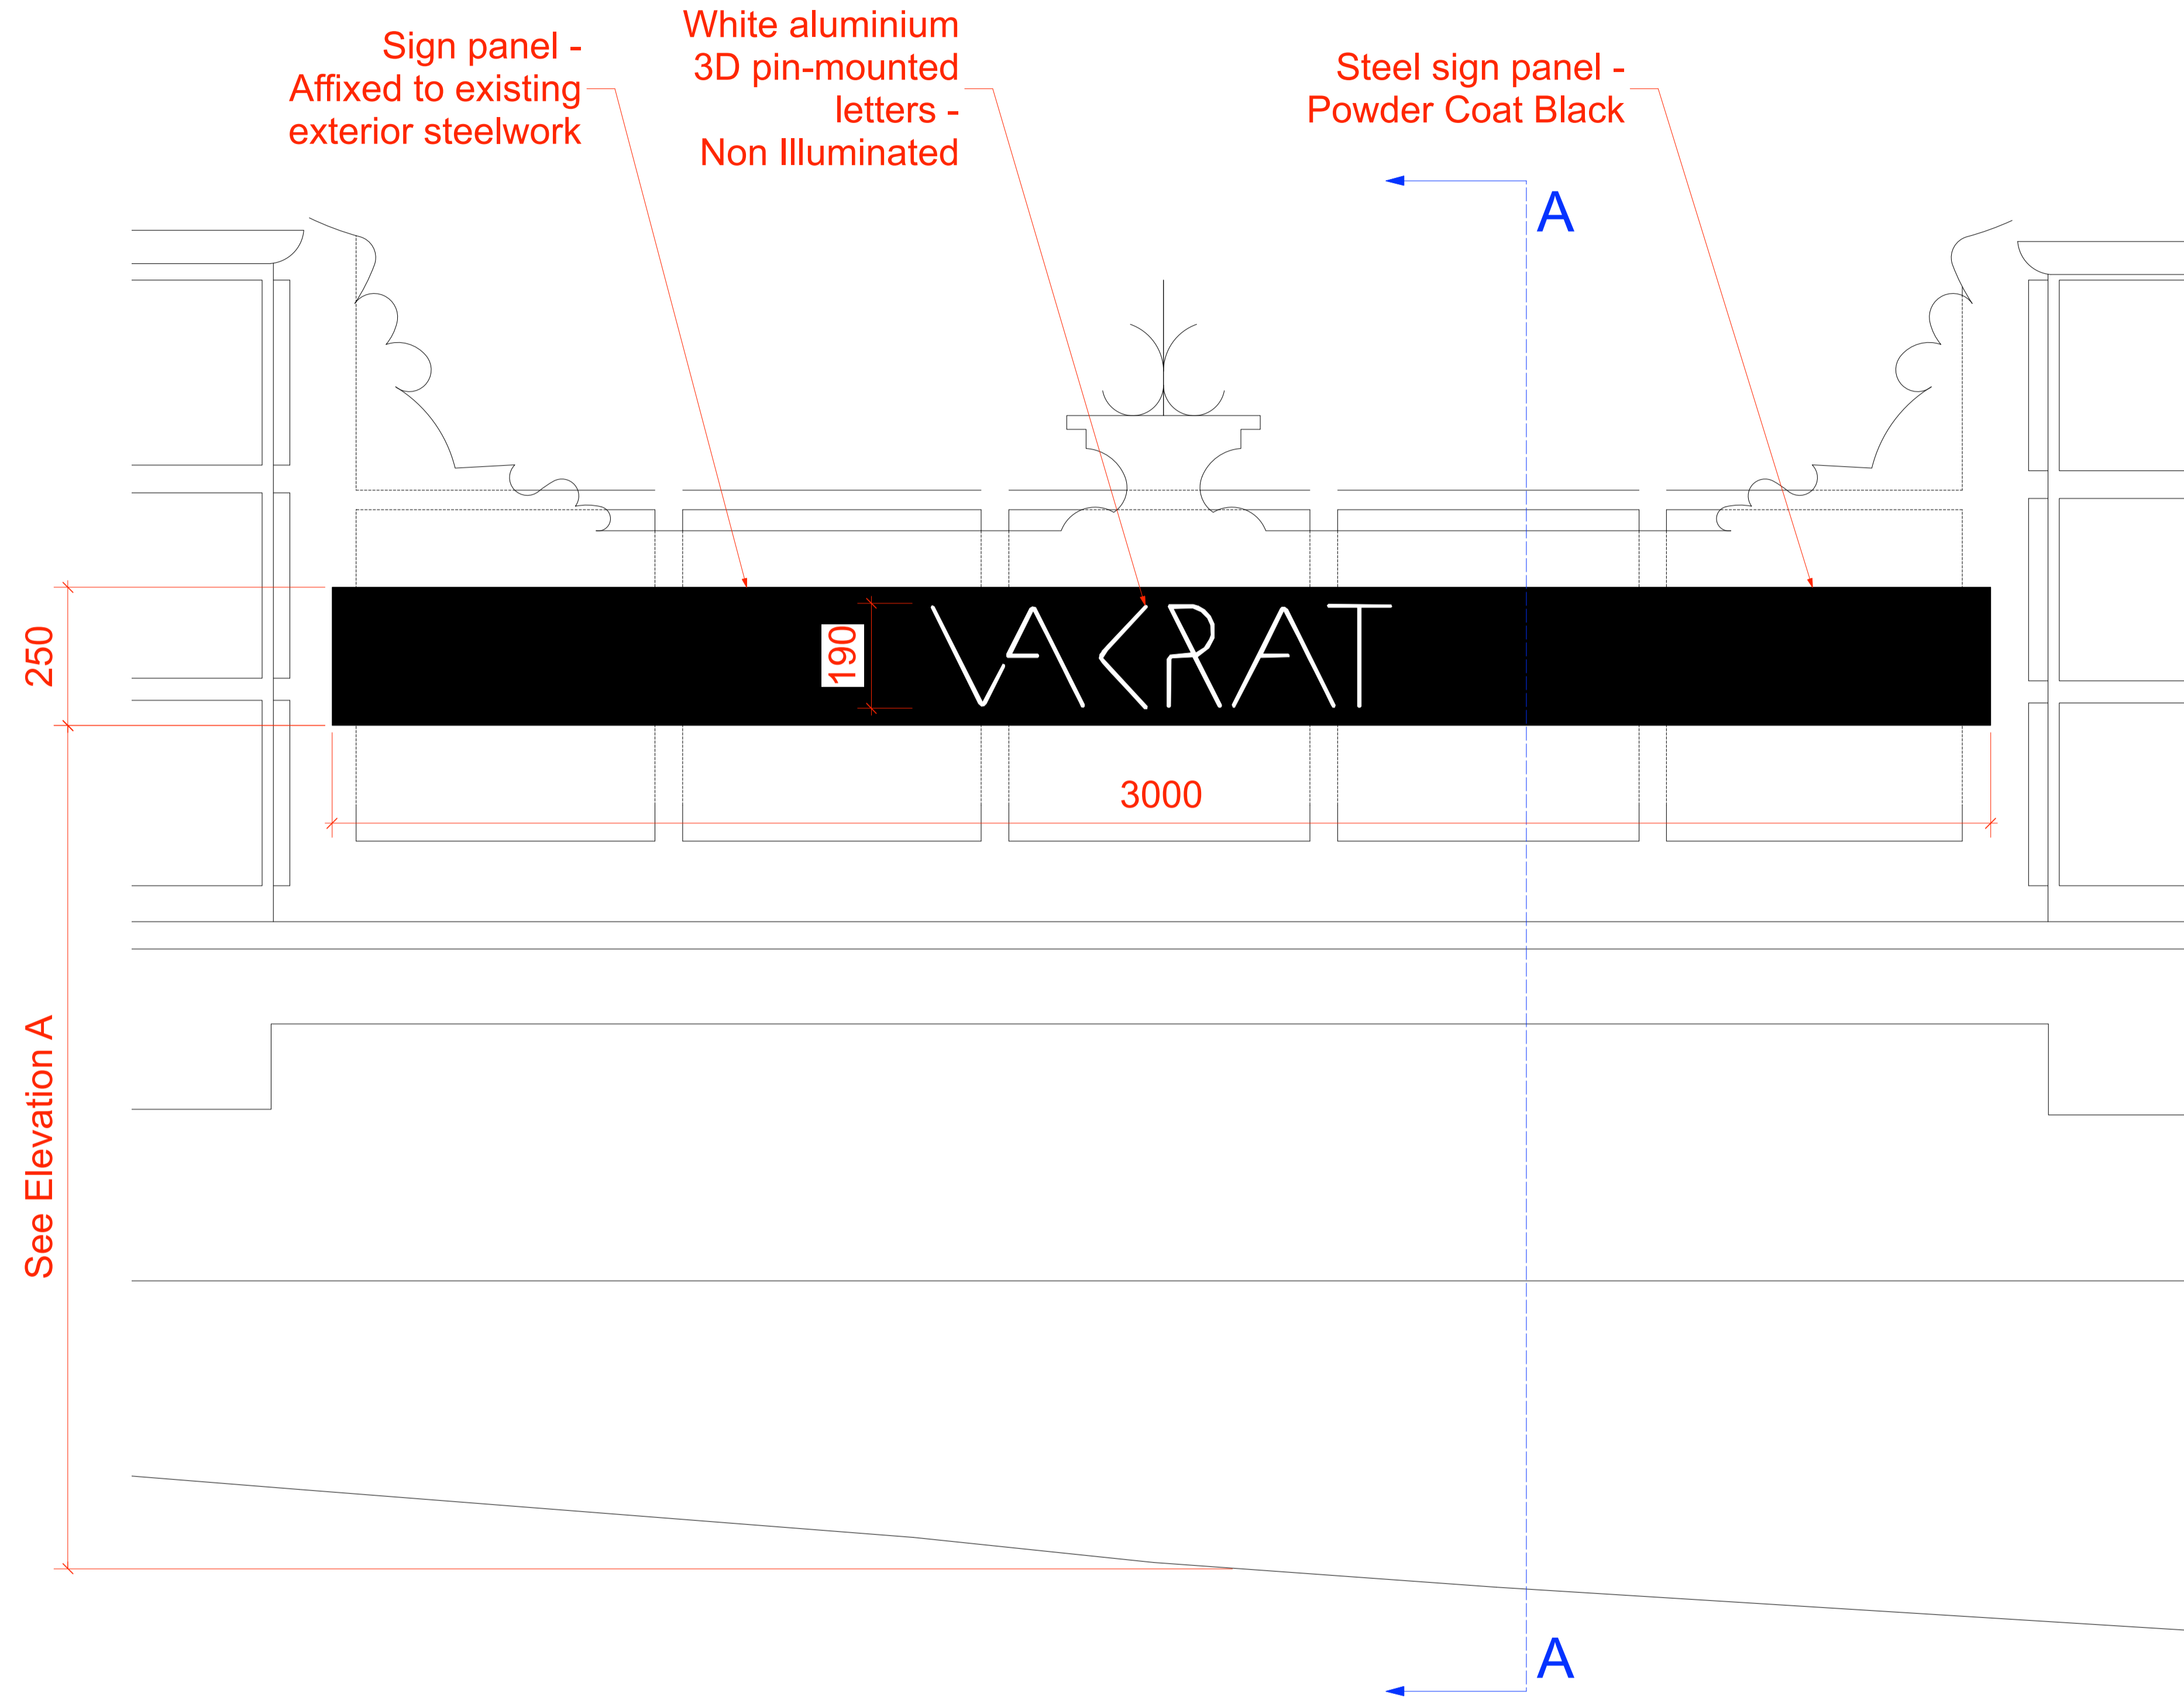 Sign panel -
Affixed to existing
exterior steelwork
White aluminium
3D pin-mounted
letters -
Non Illuminated
Steel sign panel -
Powder Coat Black
A
250
190
VAKRAT
3000
See Elevation A
A